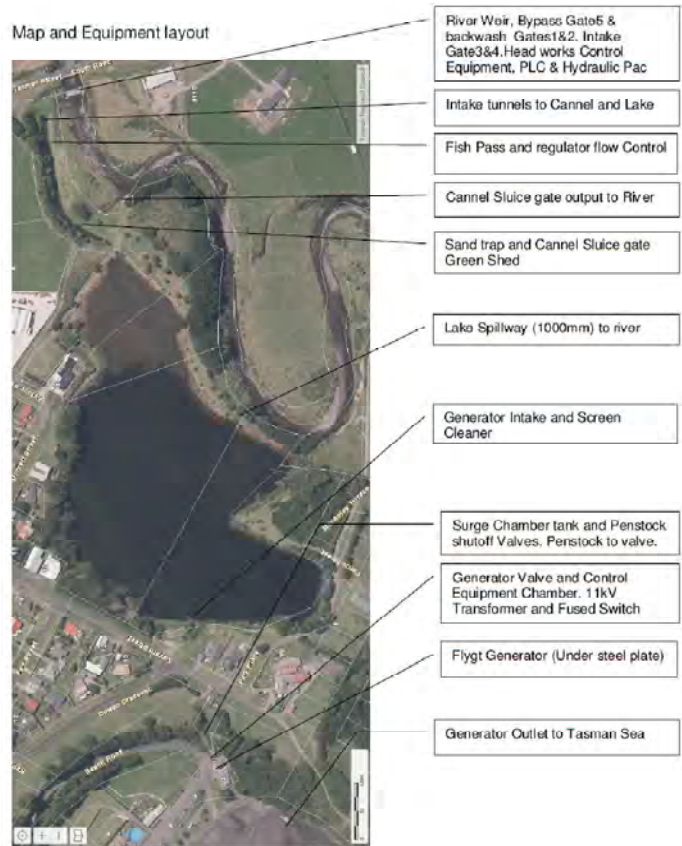 Map and Equipment layout
River Weir, Bypass Gate5 &
backwash Gates1&2. Intake
Gate3&4.Head works Control
Equipment, PLC & Hydraulic Pac
Intake tunnels to Cannel and Lake
Fish Pass and regulator flow Control
Cannel Sluice gate output to River
Sand trap and Cannel Sluice gate
Green Shed
Lake Spillway (1000mm) to river
Generator Intake and Screen
Cleaner
Surge Chamber tank and Penstock
shutoff Valves. Penstock to valve.
Generator Valve and Control
Equipment Chamber. 11kV
Transformer and Fused Switch
Flygt Generator (Under steel plate)
Generator Outlet to Tasman Sea